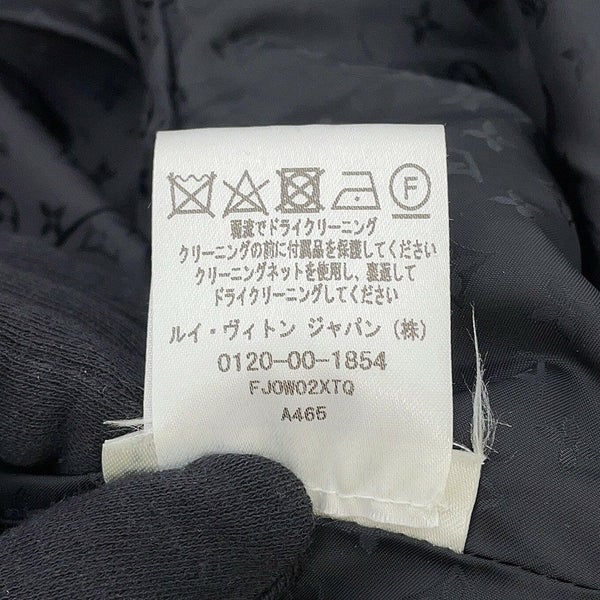 F
弱液でドライクリーニング
クリーニングの前に付属品を保護してください
クリーニングネットを使用し、裏返して
ドライクリーニングしてください
ルイ・ヴィトン ジャパン (株)
0120-00-1854
FJOW02XTQ
A465